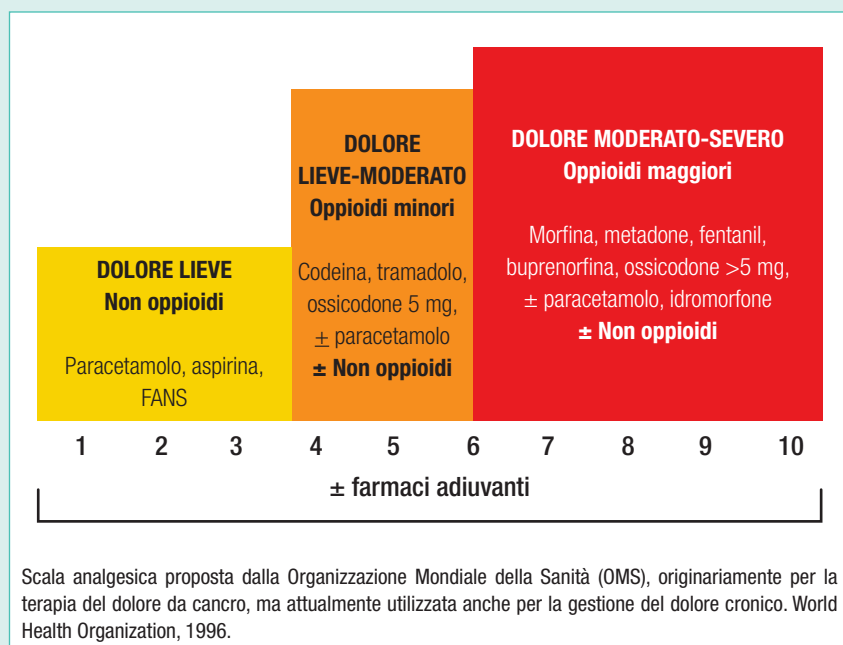 DOLORE LIEVE
Non oppioidi
Paracetamolo, aspirina,
FANS
DOLORE
LIEVE-MODERATO
Oppioidi minori
Codeina, tramadolo,
ossicodone 5 mg,
± paracetamolo
± Non oppioidi
DOLORE MODERATO-SEVERO
Oppioidi maggiori
Morfina, metadone, fentanil,
buprenorfina, ossicodone >5 mg,
± paracetamolo, idromorfone
± Non oppioidi
1 2 3 4 5 6 7 8 9 10
± farmaci adiuvanti
Scala analgesica proposta dalla Organizzazione Mondiale della Sanità (OMS), originariamente per la
terapia del dolore da cancro, ma attualmente utilizzata anche per la gestione del dolore cronico. World
Health Organization, 1996.